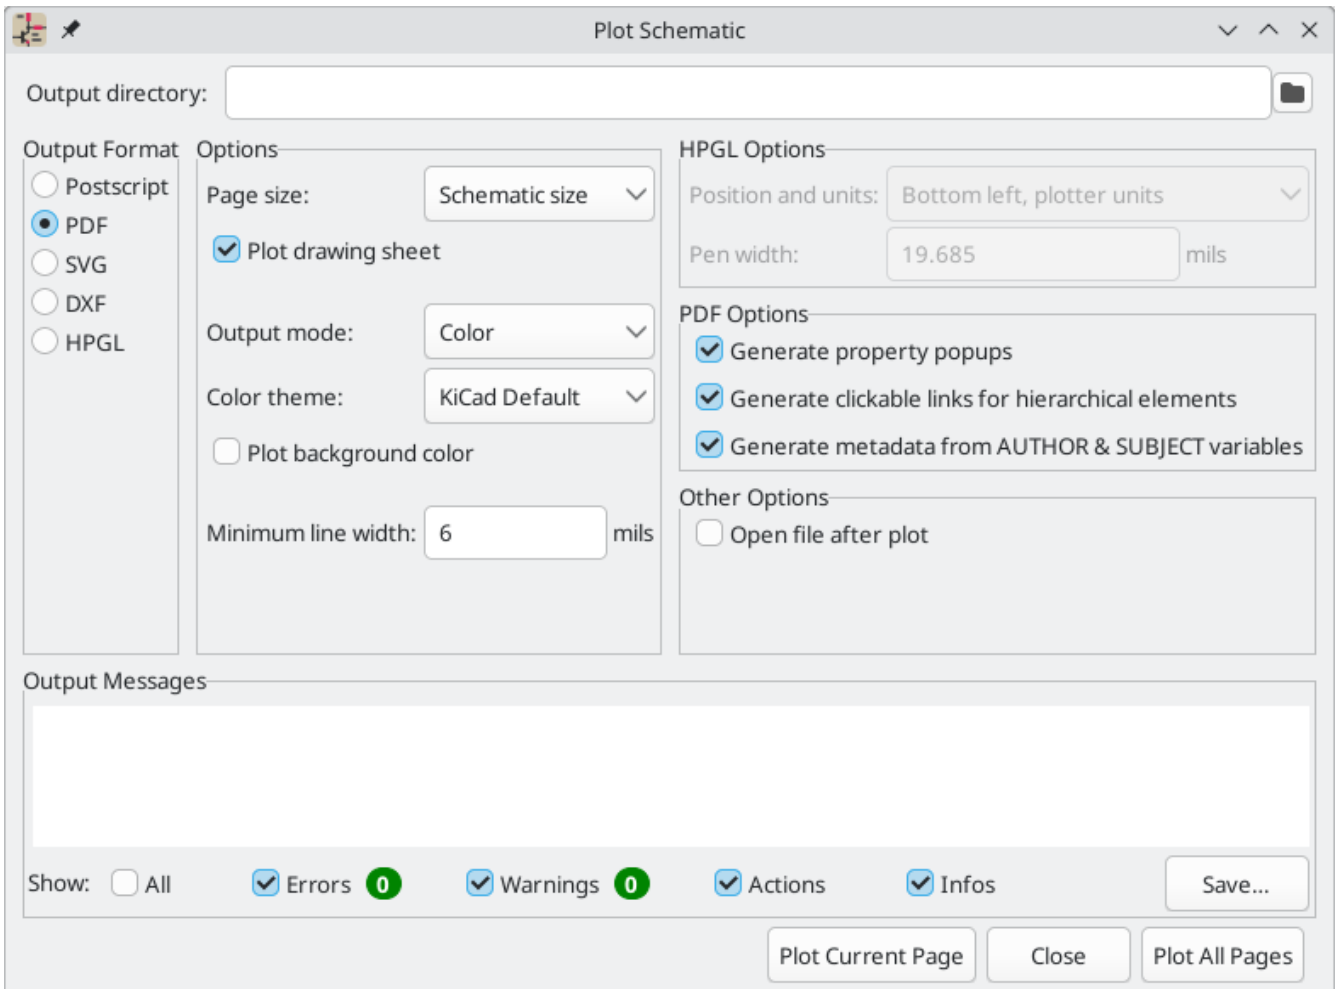 Plot Schematic
Output directory:
Output Format
Postscript
PDF
SVG
DXF
HPGL
Options
Page size: Schematic size
Plot drawing sheet
Output mode: Color
Color theme: KiCad Default
Plot background color
Minimum line width: 6 mils
HPGL Options
Position and units: Bottom left, plotter units
Pen width: 19.685 mils
PDF Options
Generate property popups
Generate clickable links for hierarchical elements
Generate metadata from AUTHOR & SUBJECT variables
Other Options
Open file after plot
Output Messages
Show: All Errors 0 Warnings 0 Actions Infos Save...
Plot Current Page Close Plot All Pages